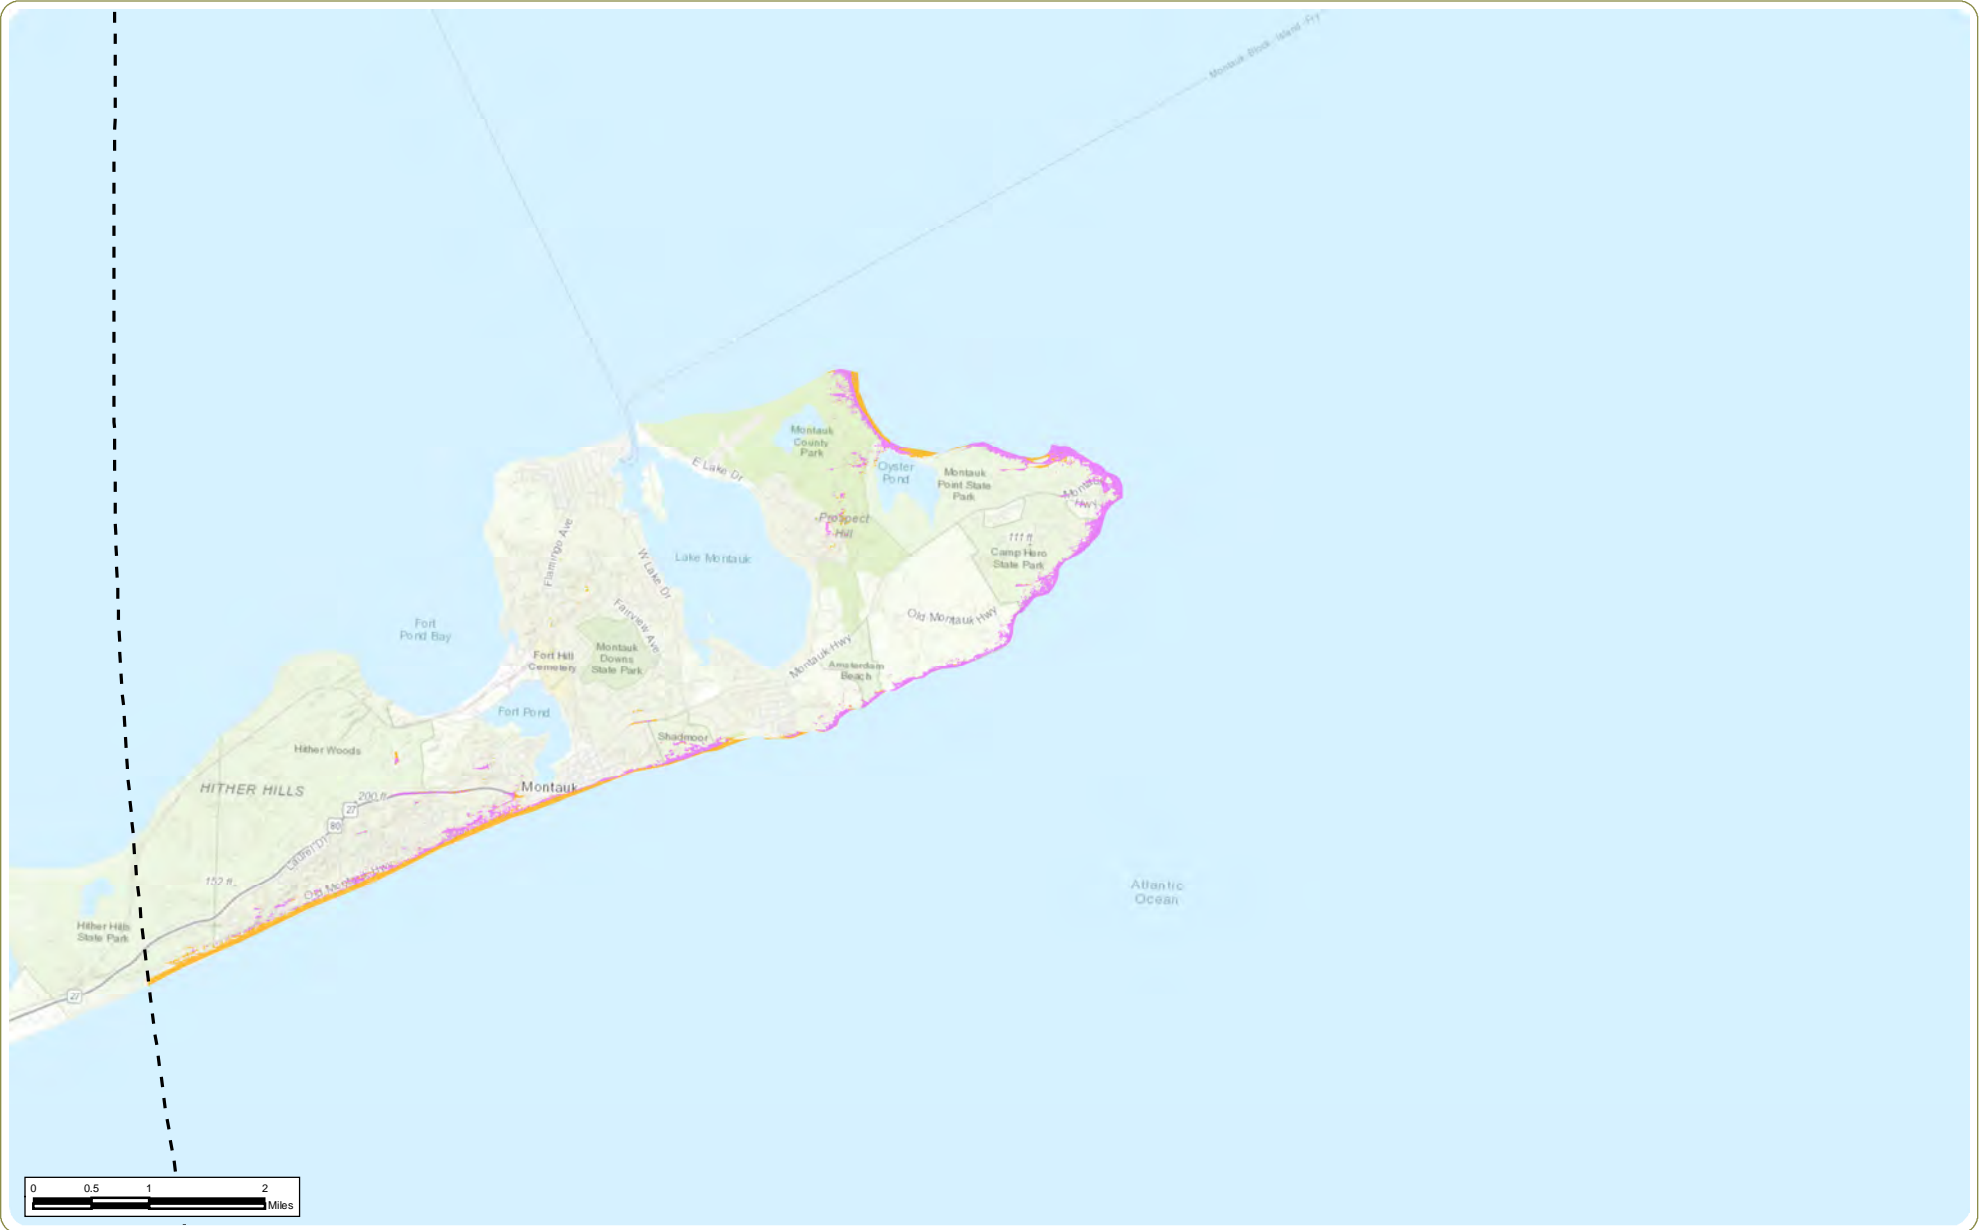 Montauk-Block-Island-Fry
Montauk
County
Park
E Lake Dr
Oyster
Pond
Montauk
Point State
Park
Montauk
Hwy
Prospect
Hill
111 ft
Camp Hero
State Park
Flamingo Ave
W Lake Dr
Lake Montauk
Fairview Ave
Old Montauk Hwy
Fort
Pond Bay
Montauk Hwy
Fort Hill
Cemetery
Montauk
Downs
State Park
Amsterdam
Beach
Fort Pond
Shadmoor
Hither Woods
HITHER HILLS
200 ft
Montauk
27
80
Laurel Dr
152 ft
Old Montauk Hwy
Atlantic
Ocean
Hither Hills
State Park
27
0 0.5 1 2
Miles